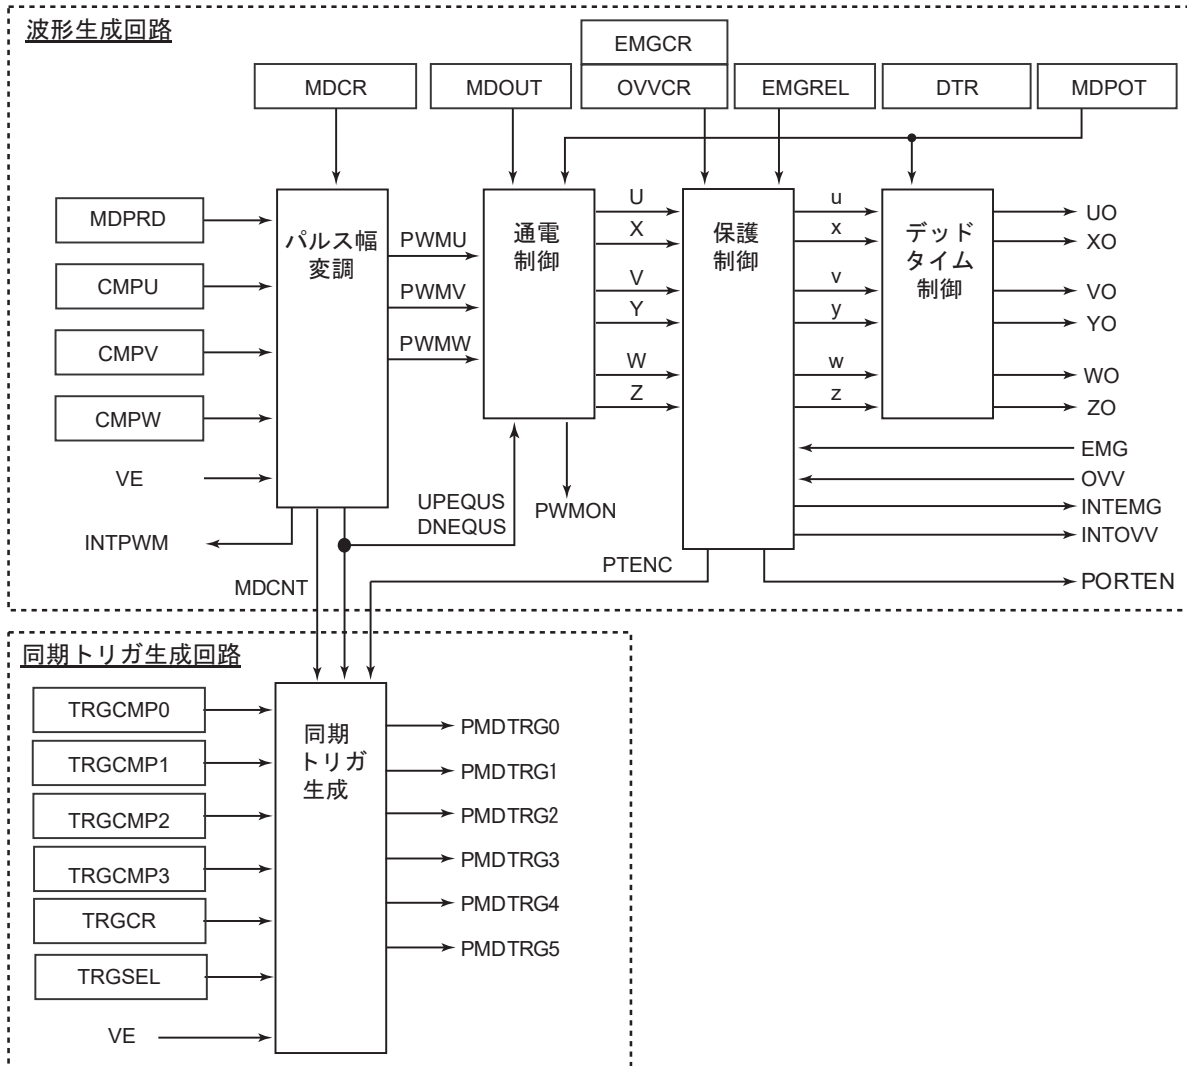 波形生成回路
EMGCR
MDCR
MDOUT
OVVCR
EMGREL
DTR
MDPOT
MDPRD
CMPU
CMPV
CMPW
VE
INTPWM
パルス幅
変調
PWMU
PWMV
PWMW
通電
制御
U
X
V
Y
W
Z
保護
制御
u
x
v
y
w
z
デッド
タイム
制御
UO
XO
VO
YO
WO
ZO
EMG
OVV
INTEMG
INTOVV
PORTEN
UPEQUS
DNEQUS
PWMON
PTENC
MDCNT
同期トリガ生成回路
TRGCMP0
TRGCMP1
TRGCMP2
TRGCMP3
TRGCR
TRGSEL
VE
同期
トリガ
生成
PMDTRG0
PMDTRG1
PMDTRG2
PMDTRG3
PMDTRG4
PMDTRG5